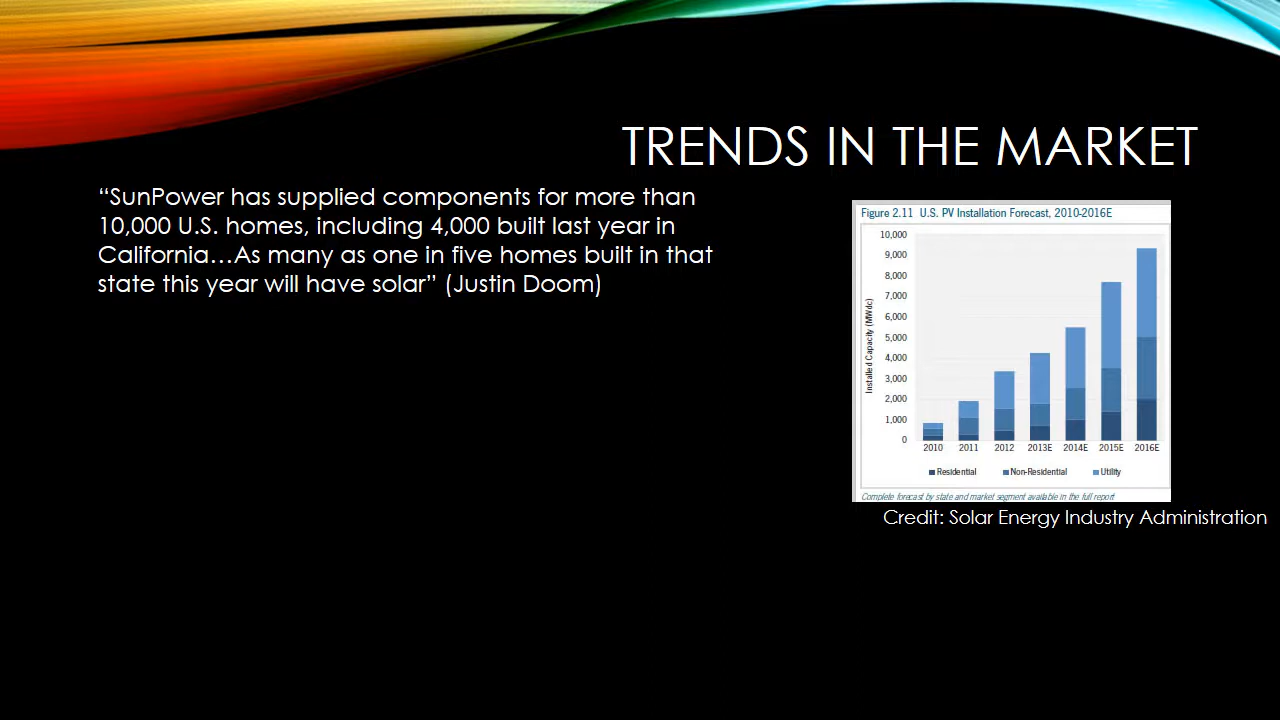 TRENDS IN THE MARKET
“SunPower has supplied components for more than
10,000 U.S. homes, including 4,000 built last year in
California…As many as one in five homes built in that
state this year will have solar” (Justin Doom)
Figure 2.11 U.S. PV Installation Forecast, 2010-2016E
Installed Capacity (MWdc)
10,000
9,000
8,000
7,000
6,000
5,000
4,000
3,000
2,000
1,000
0
2010 2011 2012 2013E 2014E 2015E 2016E
Residential Non-Residential Utility
Complete forecast by state and market segment available in the full report
Credit: Solar Energy Industry Administration